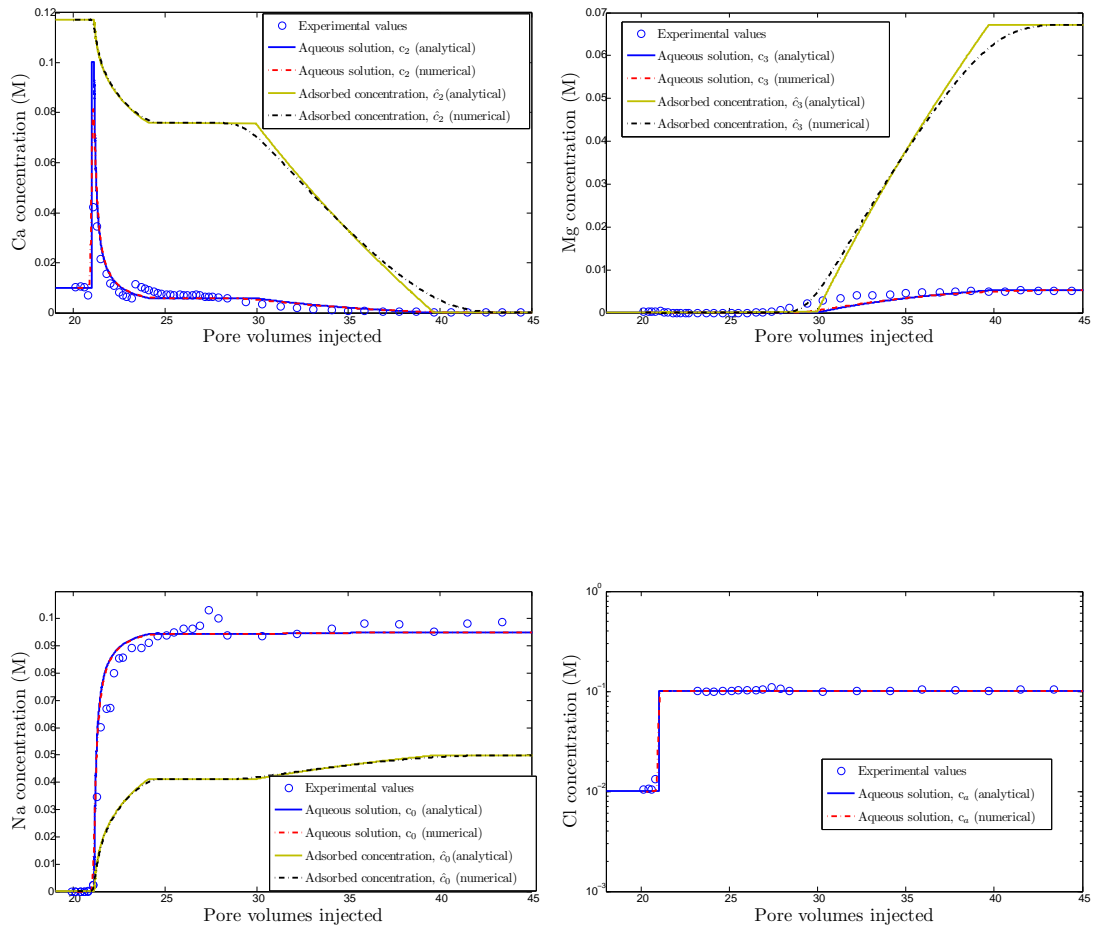 0.12
0.1
0.08
0.06
0.04
0.02
0
20
25
30
35
40
45
Ca concentration (M)
Pore volumes injected
Experimental values
Aqueous solution, c₂ (analytical)
Aqueous solution, c₂ (numerical)
Adsorbed concentration, ĉ₂(analytical)
Adsorbed concentration, ĉ₂ (numerical)
0.07
0.06
0.05
0.04
0.03
0.02
0.01
0
20
25
30
35
40
45
Mg concentration (M)
Pore volumes injected
Experimental values
Aqueous solution, c₃ (analytical)
Aqueous solution, c₃ (numerical)
Adsorbed concentration, ĉ₃(analytical)
Adsorbed concentration, ĉ₃ (numerical)
0.1
0.09
0.08
0.07
0.06
0.05
0.04
0.03
0.02
0.01
0
20
25
30
35
40
45
Na concentration (M)
Pore volumes injected
Experimental values
Aqueous solution, c₀ (analytical)
Aqueous solution, c₀ (numerical)
Adsorbed concentration, ĉ₀(analytical)
Adsorbed concentration, ĉ₀ (numerical)
10⁰
10⁻¹
10⁻²
10⁻³
20
25
30
35
40
45
Cl concentration (M)
Pore volumes injected
Experimental values
Aqueous solution, cₐ (analytical)
Aqueous solution, cₐ (numerical)